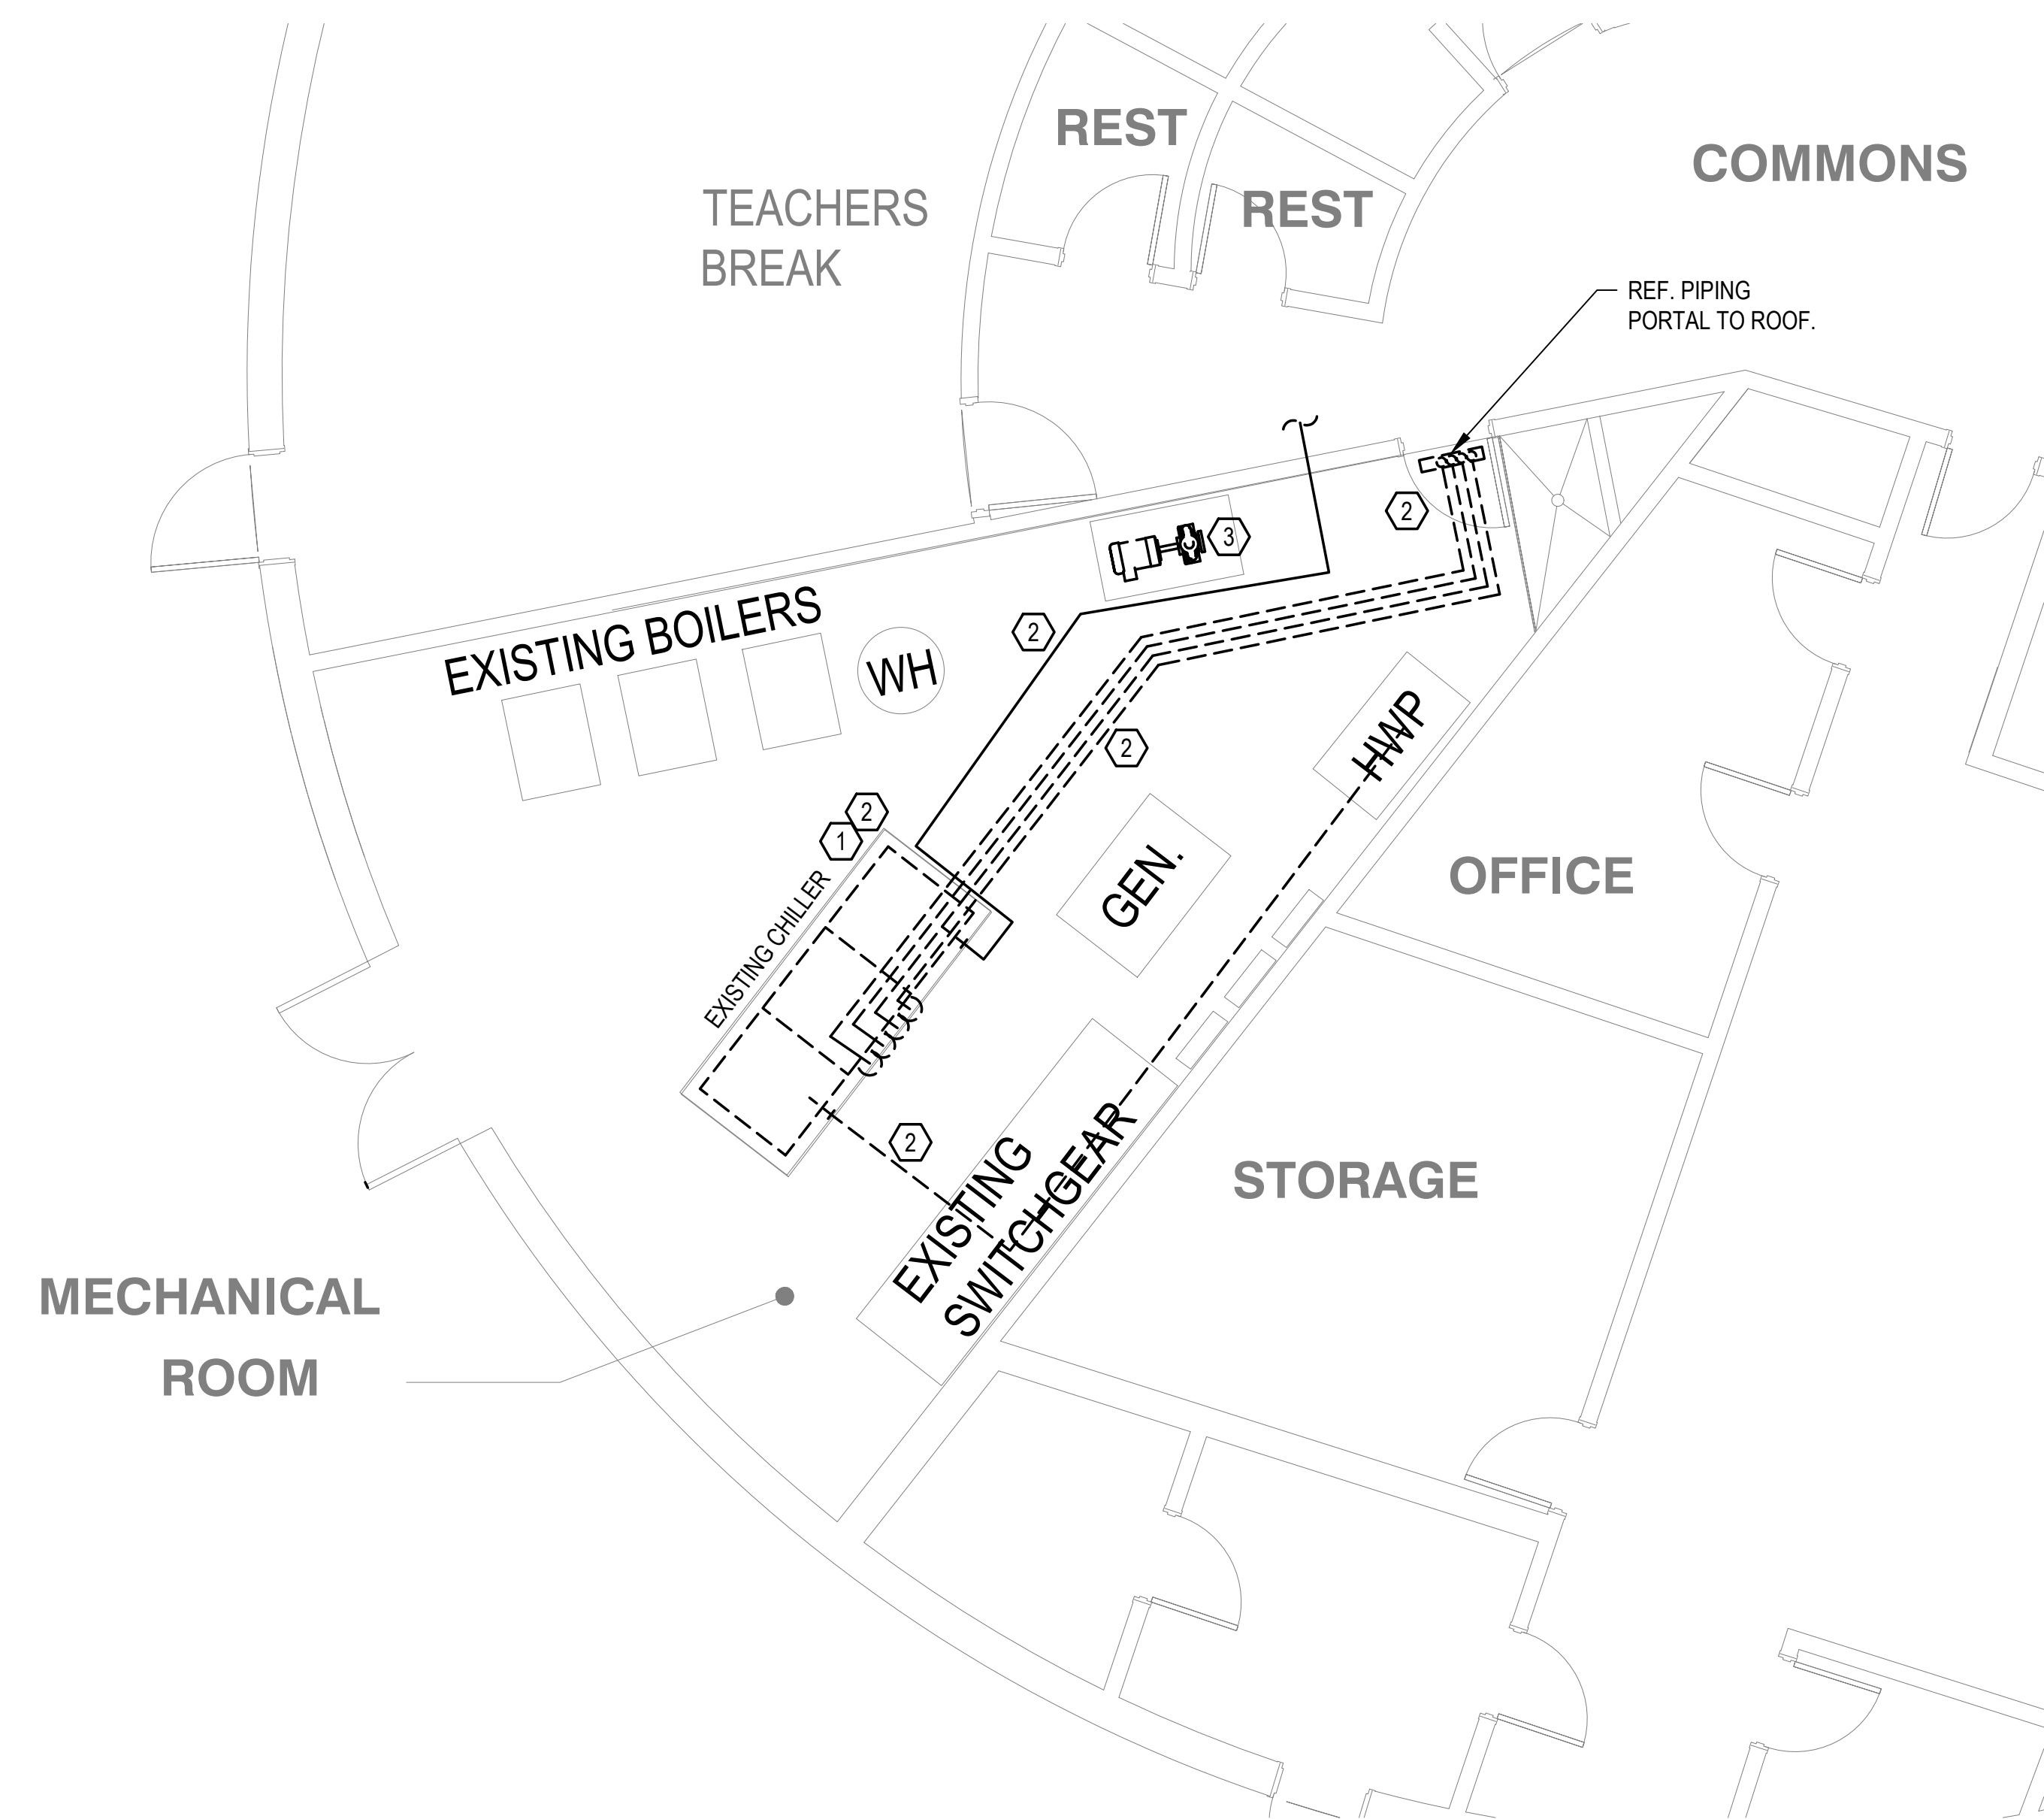 REST
COMMONS
TEACHERS
BREAK
REST
REF. PIPING
PORTAL TO ROOF.
2
3
EXISTING BOILERS
2
WH
HWP
2
2
1
EXISTING CHILLER
GEN.
OFFICE
2
EXISTING
SWITCHGEAR
STORAGE
MECHANICAL
ROOM